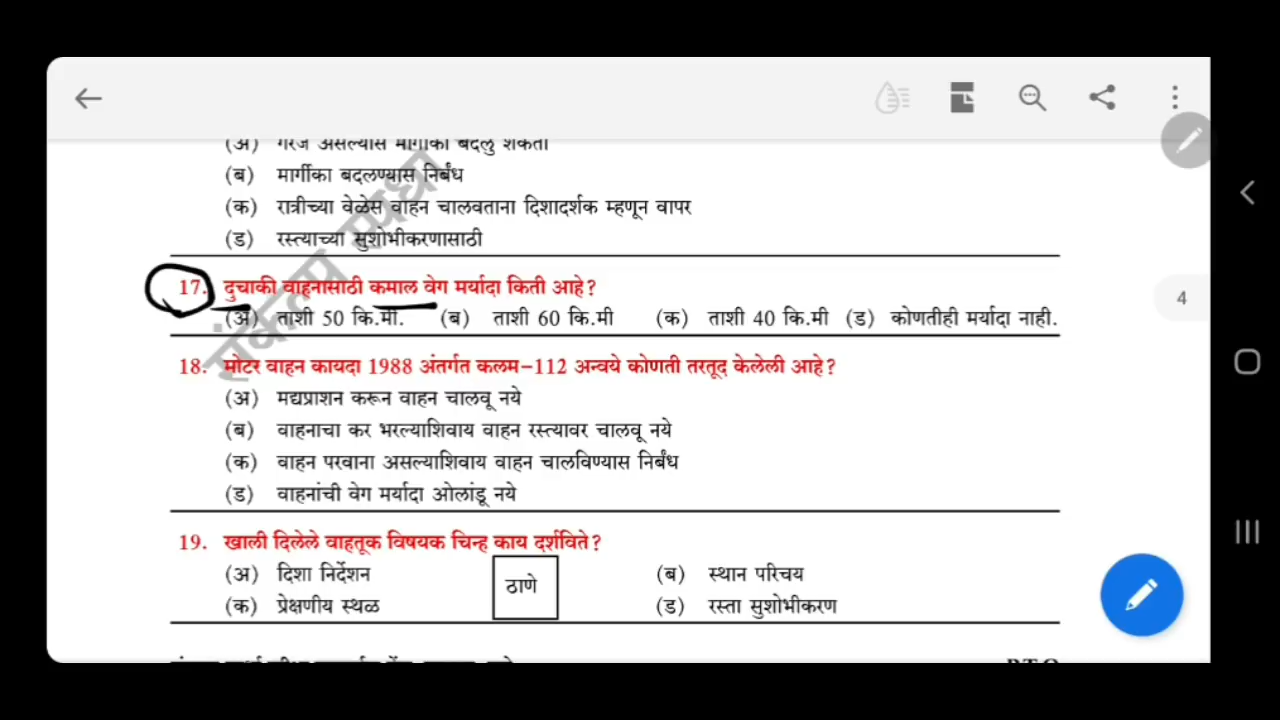 4
(अ) गरज असल्यास मार्गीका बदलु शकता
(ब) मार्गीका बदलण्यास निर्बंध
(क) रात्रीच्या वेळेस वाहन चालवताना दिशादर्शक म्हणून वापर
(ड) रस्त्याच्या सुशोभीकरणासाठी
17. दुचाकी वाहनासाठी कमाल वेग मर्यादा किती आहे?
(अ) ताशी 50 कि.मी. (ब) ताशी 60 कि.मी (क) ताशी 40 कि.मी (ड) कोणतीही मर्यादा नाही.
18. मोटर वाहन कायदा 1988 अंतर्गत कलम-112 अन्वये कोणती तरतूद केलेली आहे?
(अ) मद्यप्राशन करून वाहन चालवू नये
(ब) वाहनाचा कर भरल्याशिवाय वाहन रस्त्यावर चालवू नये
(क) वाहन परवाना असल्याशिवाय वाहन चालविण्यास निर्बंध
(ड) वाहनांची वेग मर्यादा ओलांडू नये
19. खाली दिलेले वाहतूक विषयक चिन्ह काय दर्शविते?
(अ) दिशा निर्देशन (ब) स्थान परिचय
ठाणे
(क) प्रेक्षणीय स्थळ (ड) रस्ता सुशोभीकरण
P.T.O